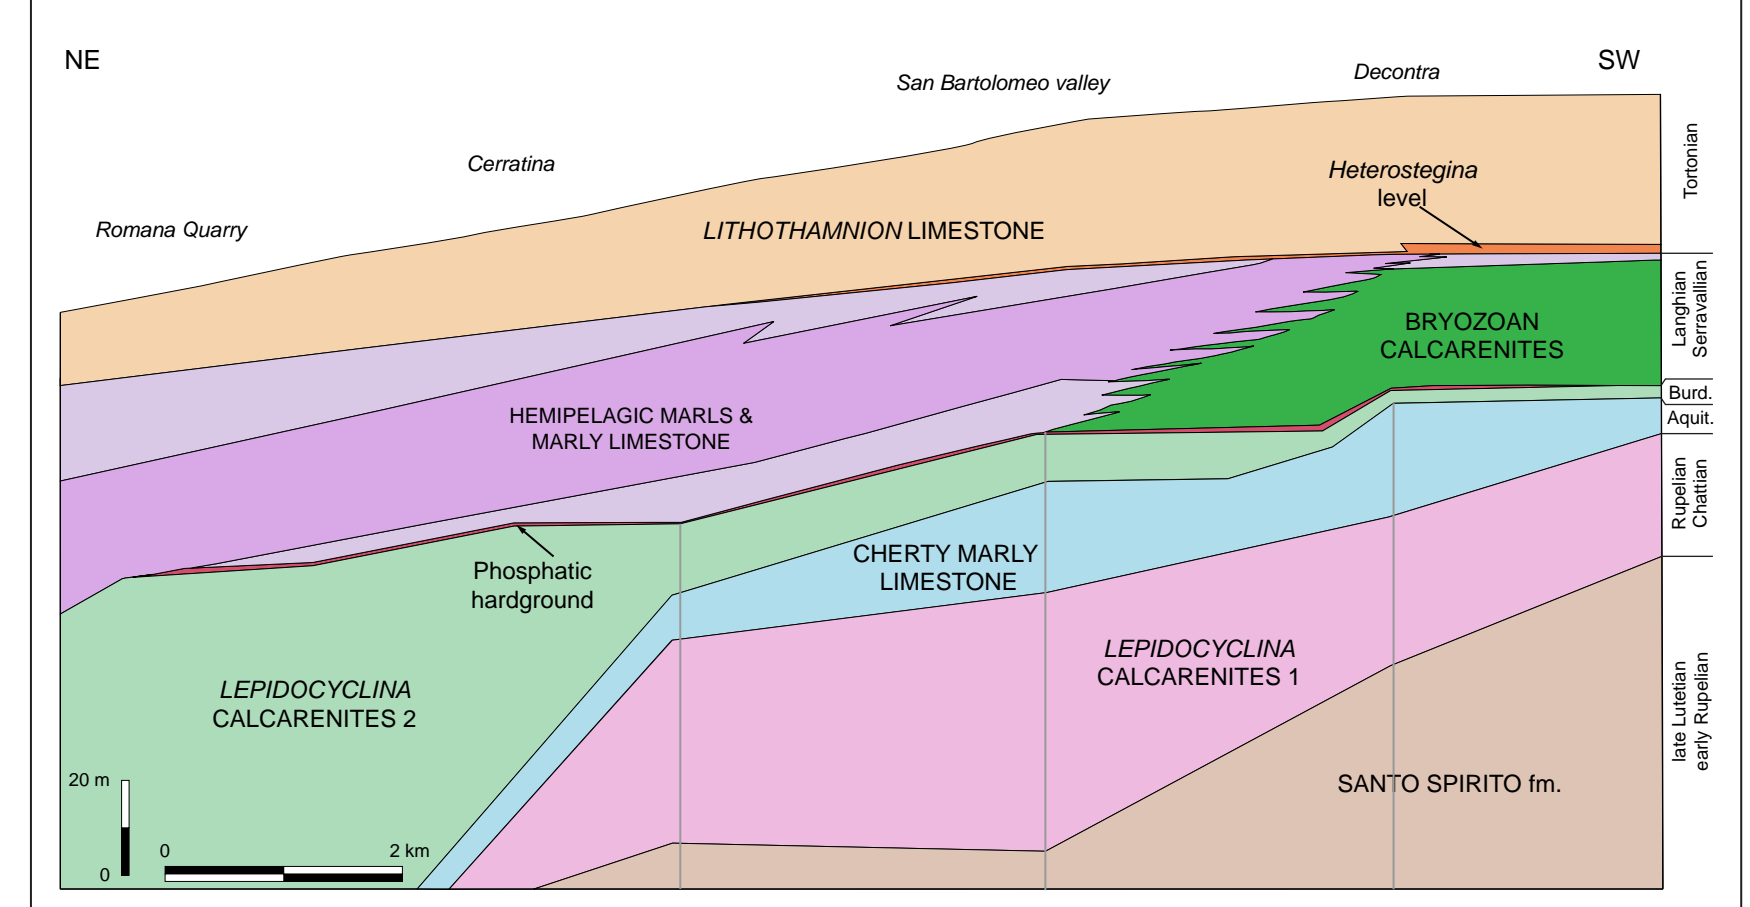 NE
SW
San Bartolomeo valley
Decontra
Cerratina
Romana Quarry
Heterostegina
level
LITHOTHAMNION LIMESTONE
BRYOZOAN
CALCARENITES
HEMIPELAGIC MARLS &
MARLY LIMESTONE
Phosphatic
hardground
CHERTY MARLY
LIMESTONE
LEPIDOCYCLINA
CALCARENITES 1
LEPIDOCYCLINA
CALCARENITES 2
SANTO SPIRITO fm.
20 m
0
0
2 km
Tortonian
Langhian
Serravallian
Burd.
Aquit.
Rupelian
Chattian
late Lutetian
early Rupelian